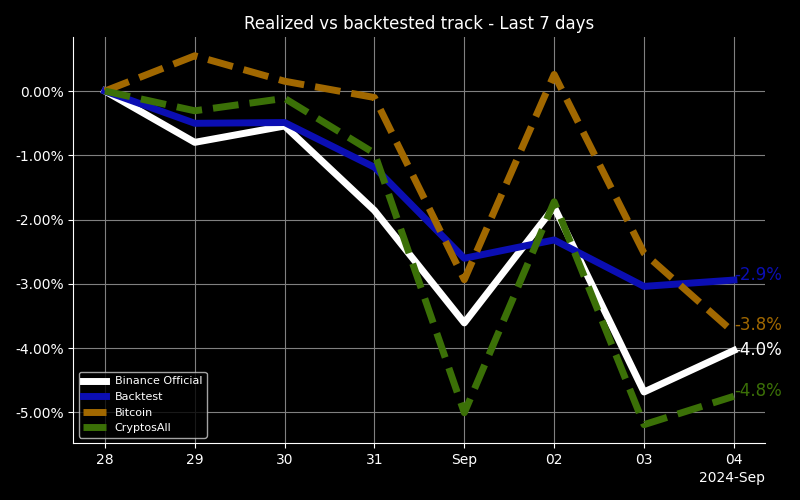 Realized vs backtested track - Last 7 days
0.00%
-1.00%
-2.00%
-3.00%
-4.00%
-5.00%
-2.9%
-3.8%
-4.0%
-4.8%
Binance Official
Backtest
Bitcoin
CryptosAll
28 29 30 31 Sep 02 03 04
2024-Sep